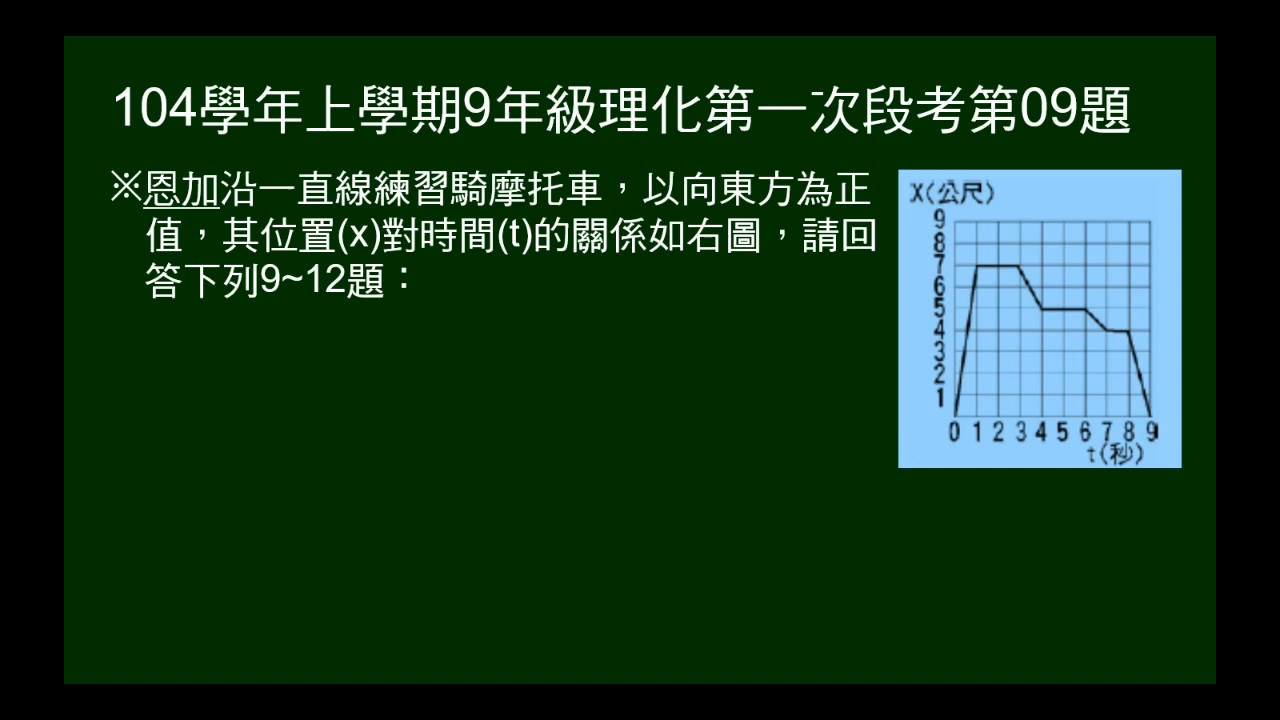 104學年上學期9年級理化第一次段考第09題
※恩加沿一直線練習騎摩托車，以向東方為正
值，其位置(x)對時間(t)的關係如右圖，請回
答下列9~12題：
X(公尺)
9
8
7
6
5
4
3
2
1
0 1 2 3 4 5 6 7 8 9
t(秒)